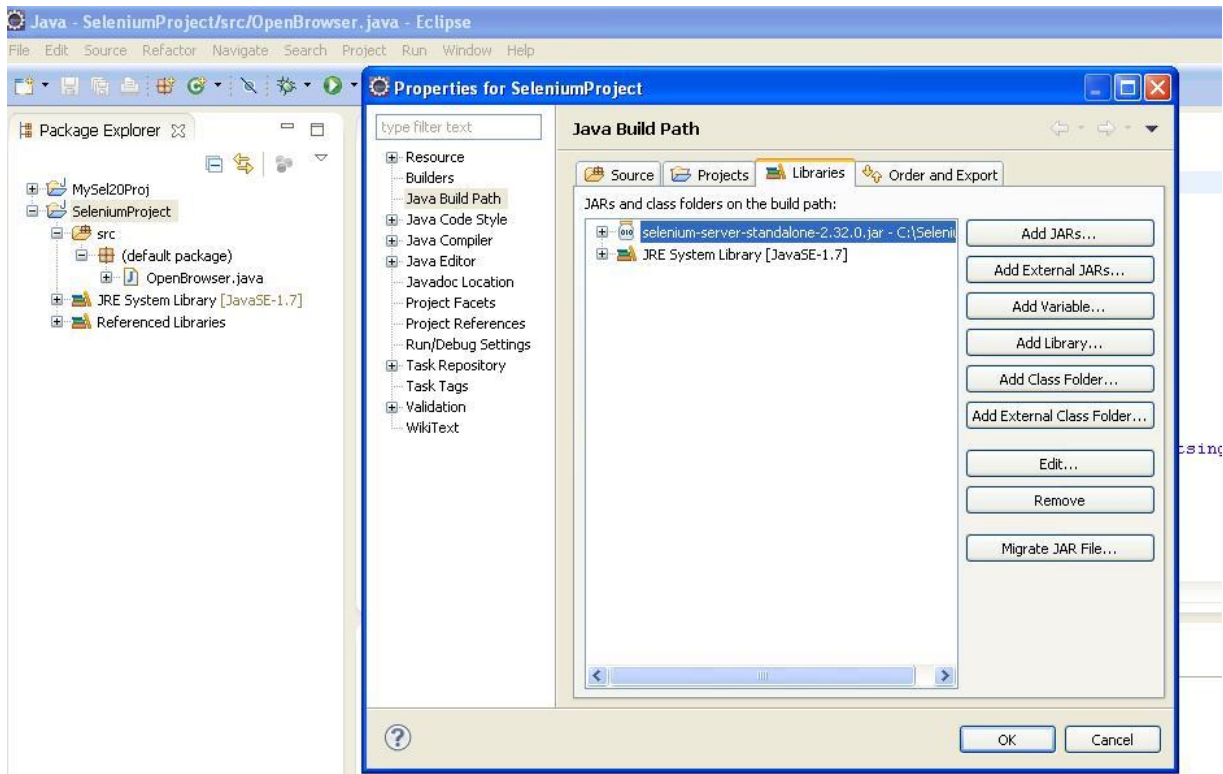 Java - SeleniumProject/src/OpenBrowser.java - Eclipse
File Edit Source Refactor Navigate Search Project Run Window Help
Package Explorer
MySel20Proj
SeleniumProject
src
(default package)
OpenBrowser.java
JRE System Library [JavaSE-1.7]
Referenced Libraries
Properties for SeleniumProject
type filter text
Resource
Builders
Java Build Path
Java Code Style
Java Compiler
Java Editor
Javadoc Location
Project Facets
Project References
Run/Debug Settings
Task Repository
Task Tags
Validation
WikiText
Java Build Path
Source Projects Libraries Order and Export
JARs and class folders on the build path:
selenium-server-standalone-2.32.0.jar - C:\Seleniu
JRE System Library [JavaSE-1.7]
Add JARs...
Add External JARs...
Add Variable...
Add Library...
Add Class Folder...
Add External Class Folder...
Edit...
Remove
Migrate JAR File...
OK Cancel